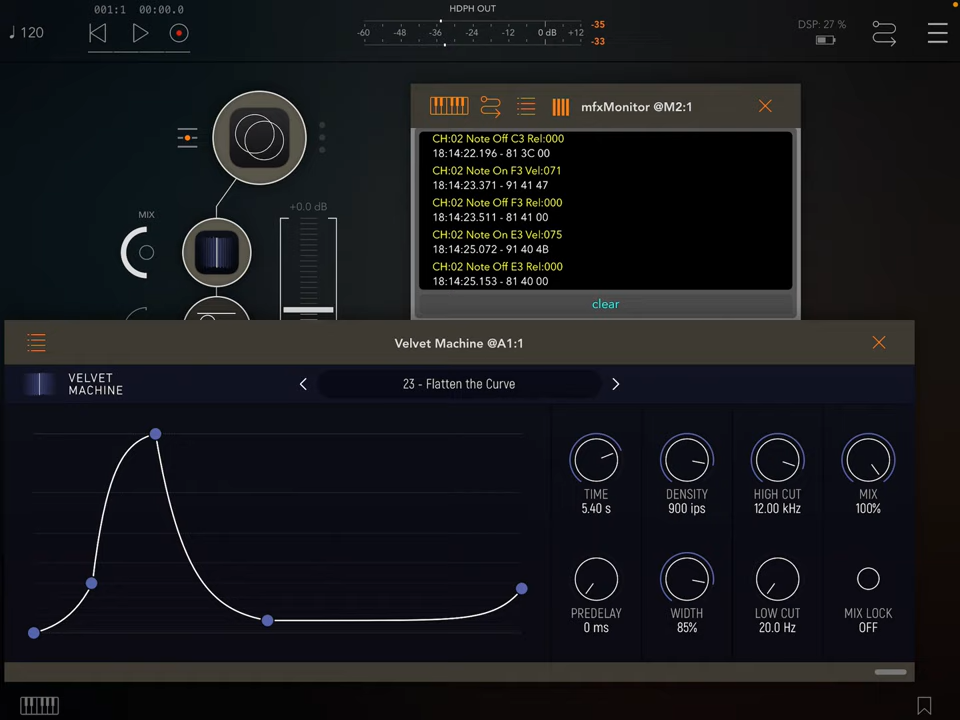 HDPH OUT
001:1 00:00.0
♩120
-60 -48 -36 -24 -12 0 dB +12
-35
-33
DSP: 27 %
mfxMonitor @M2:1
CH:02 Note Off C3 Rel:000
18:14:22.196 - 81 3C 00
CH:02 Note On F3 Vel:071
18:14:23.371 - 91 41 47
CH:02 Note Off F3 Rel:000
18:14:23.511 - 81 41 00
CH:02 Note On E3 Vel:075
18:14:25.072 - 91 40 4B
CH:02 Note Off E3 Rel:000
18:14:25.153 - 81 40 00
clear
MIX
+0.0 dB
Velvet Machine @A1:1
VELVET
MACHINE
23 - Flatten the Curve
TIME
5.40 s
DENSITY
900 ips
HIGH CUT
12.00 kHz
MIX
100%
PREDELAY
0 ms
WIDTH
85%
LOW CUT
20.0 Hz
MIX LOCK
OFF